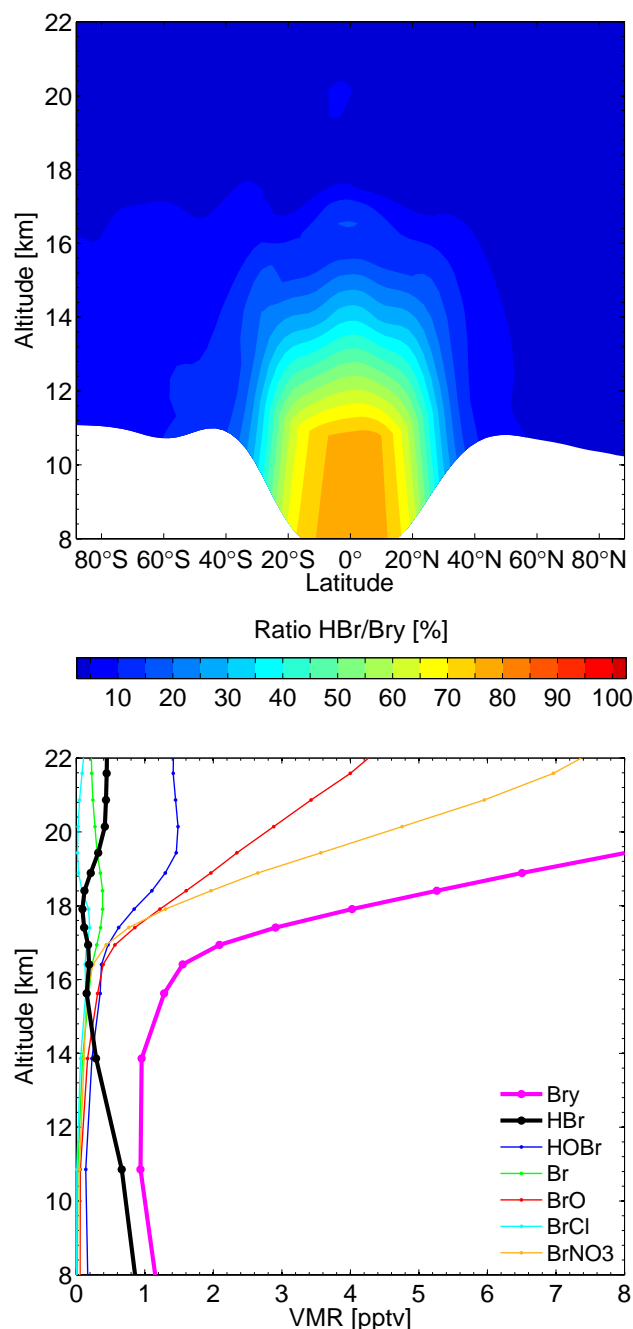 22
20
18
16
14
12
10
8
Altitude [km]
80°S 60°S 40°S 20°S 0° 20°N 40°N 60°N 80°N
Latitude
Ratio HBr/Bry [%]
10 20 30 40 50 60 70 80 90 100
22
20
18
16
14
12
10
8
Altitude [km]
Bry
HBr
HOBr
Br
BrO
BrCl
BrNO3
0 1 2 3 4 5 6 7 8
VMR [pptv]